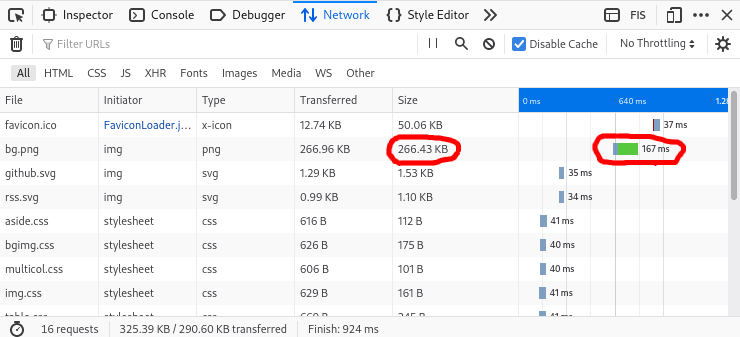 Inspector Console Debugger Network Style Editor FIS
Filter URLs Disable Cache No Throttling
All HTML CSS JS XHR Fonts Images Media WS Other
File Initiator Type Transferred Size 0 ms 640 ms 1.28
favicon.ico FaviconLoader.j… x-icon 12.74 KB 50.06 KB 37 ms
bg.png img png 266.96 KB 266.43 KB 167 ms
github.svg img svg 1.29 KB 1.53 KB 35 ms
rss.svg img svg 0.99 KB 1.10 KB 34 ms
aside.css stylesheet css 616 B 112 B 41 ms
bgimg.css stylesheet css 626 B 175 B 40 ms
multicol.css stylesheet css 606 B 101 B 40 ms
img.css stylesheet css 629 B 161 B 41 ms
table.css stylesheet css 41 ms
16 requests 325.39 KB / 290.60 KB transferred Finish: 924 ms